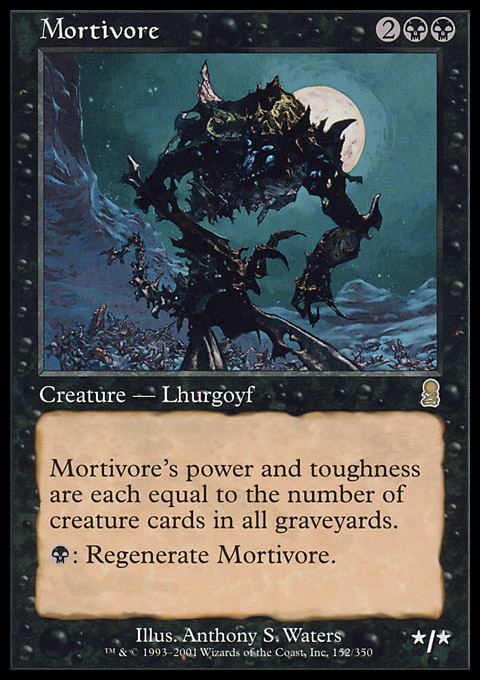 Mortivore 2
Creature — Lhurgoyf
Mortivore's power and toughness
are each equal to the number of
creature cards in all graveyards.
: Regenerate Mortivore.
Illus. Anthony S. Waters
™ & © 1993–2001 Wizards of the Coast, Inc. 152/350
*/*